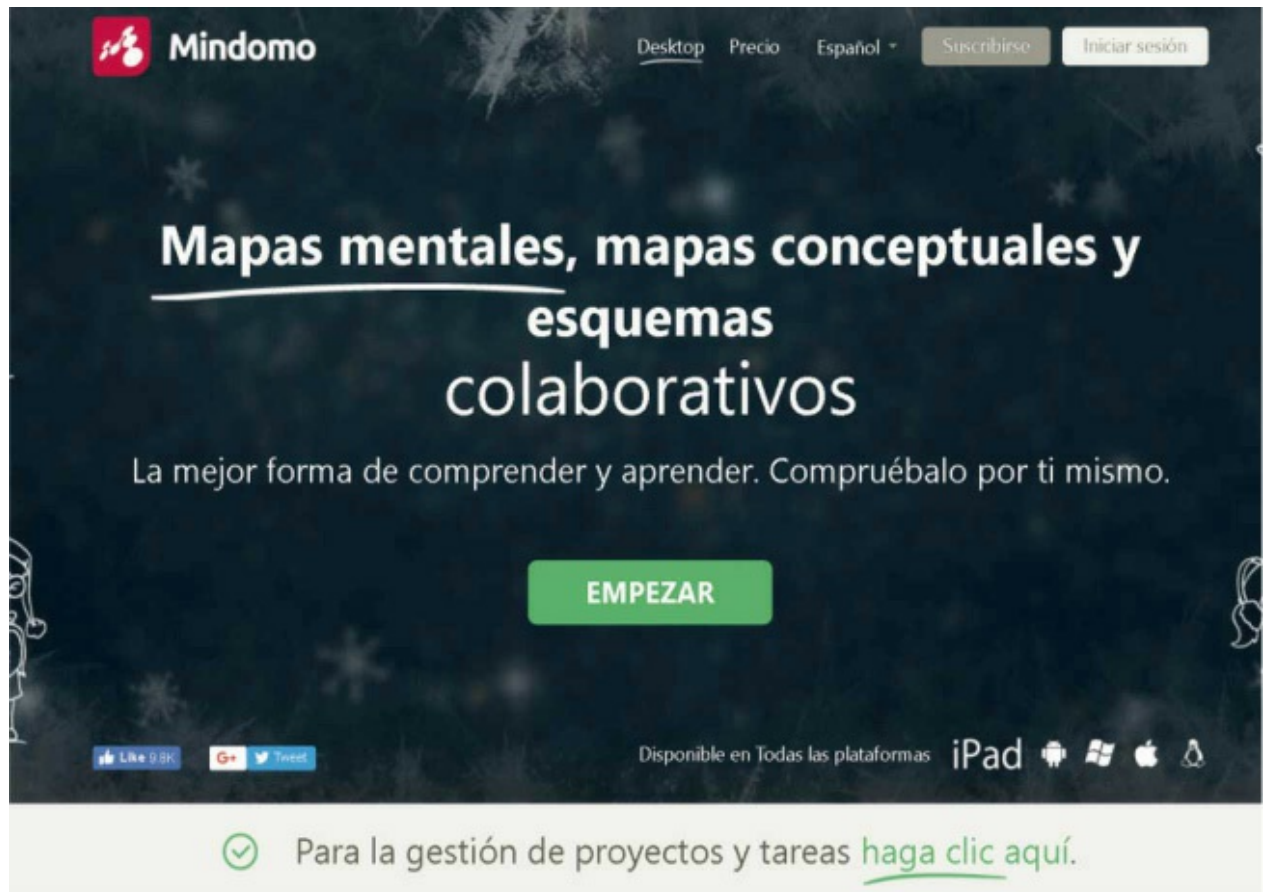 Mindomo
Desktop Precio Español Suscribirse Iniciar sesión
Mapas mentales, mapas conceptuales y
esquemas
colaborativos
La mejor forma de comprender y aprender. Compruébalo por ti mismo.
EMPEZAR
Like 9.8K G+ Tweet Disponible en Todas las plataformas iPad
Para la gestión de proyectos y tareas haga clic aquí.